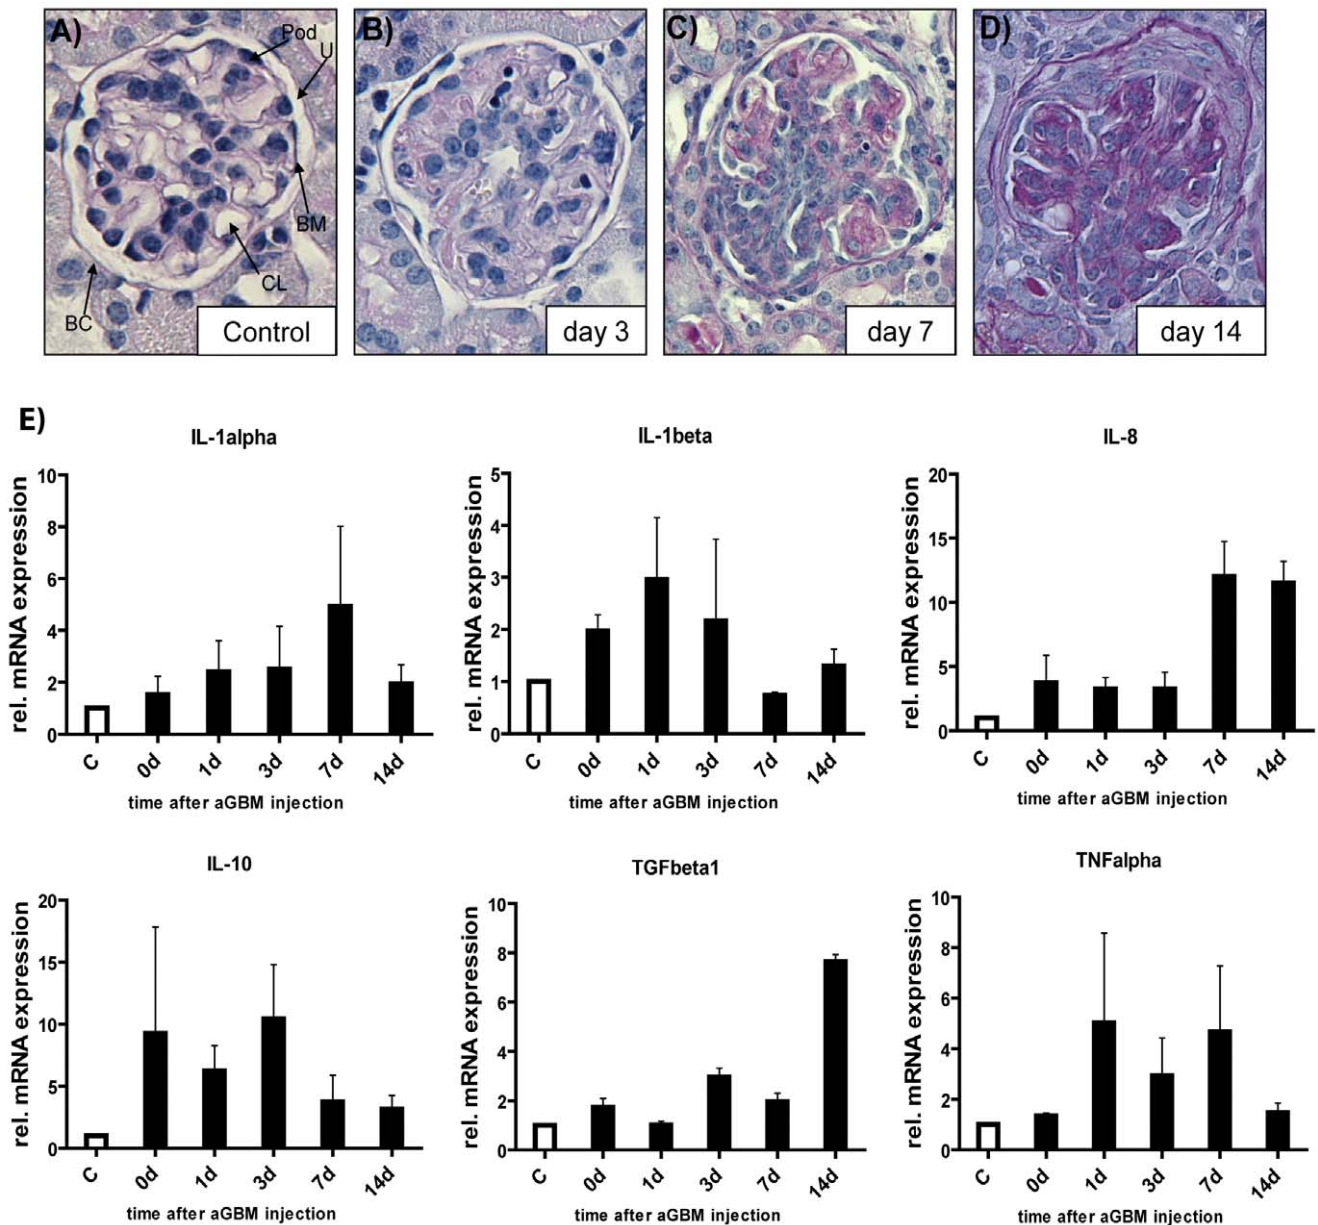 A)
Pod
U
BM
CL
BC
Control
B)
day 3
C)
day 7
D)
day 14
E)
IL-1alpha
rel. mRNA expression
10
8
6
4
2
0
C 0d 1d 3d 7d 14d
time after aGBM injection
IL-1beta
rel. mRNA expression
5
4
3
2
1
0
C 0d 1d 3d 7d 14d
time after aGBM injection
IL-8
rel. mRNA expression
20
15
10
5
0
C 0d 1d 3d 7d 14d
time after aGBM injection
IL-10
rel. mRNA expression
20
15
10
5
0
C 0d 1d 3d 7d 14d
time after aGBM injection
TGFbeta1
rel. mRNA expression
10
8
6
4
2
0
C 0d 1d 3d 7d 14d
time after aGBM injection
TNFalpha
rel. mRNA expression
10
8
6
4
2
0
C 0d 1d 3d 7d 14d
time after aGBM injection